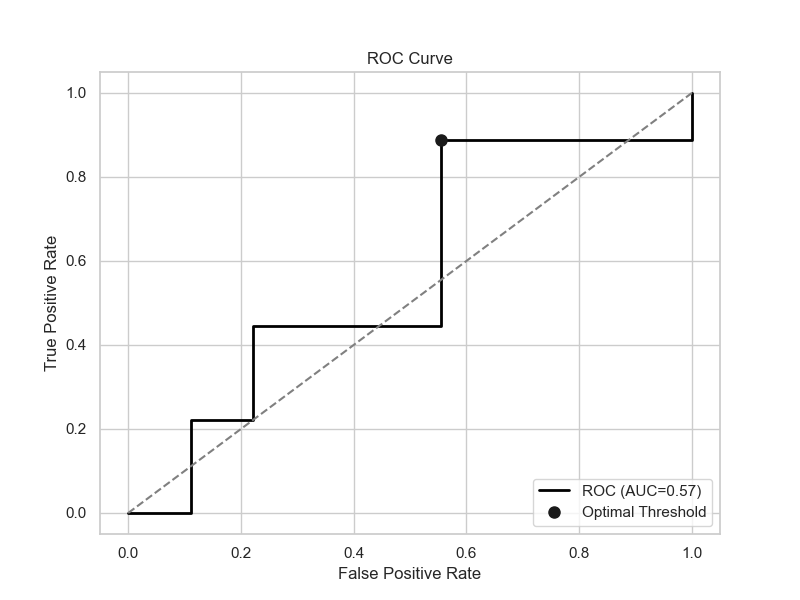 ROC Curve
True Positive Rate
1.0
0.8
0.6
0.4
0.2
0.0
0.0 0.2 0.4 0.6 0.8 1.0
False Positive Rate
ROC (AUC=0.57)
Optimal Threshold